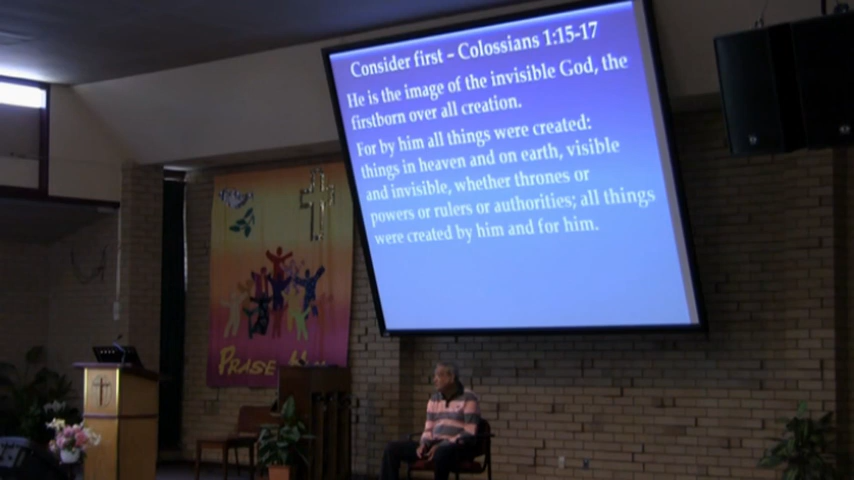 Consider first – Colossians 1:15-17
He is the image of the invisible God, the
firstborn over all creation.
For by him all things were created:
things in heaven and on earth, visible
and invisible, whether thrones or
powers or rulers or authorities; all things
were created by him and for him.
PRAISE